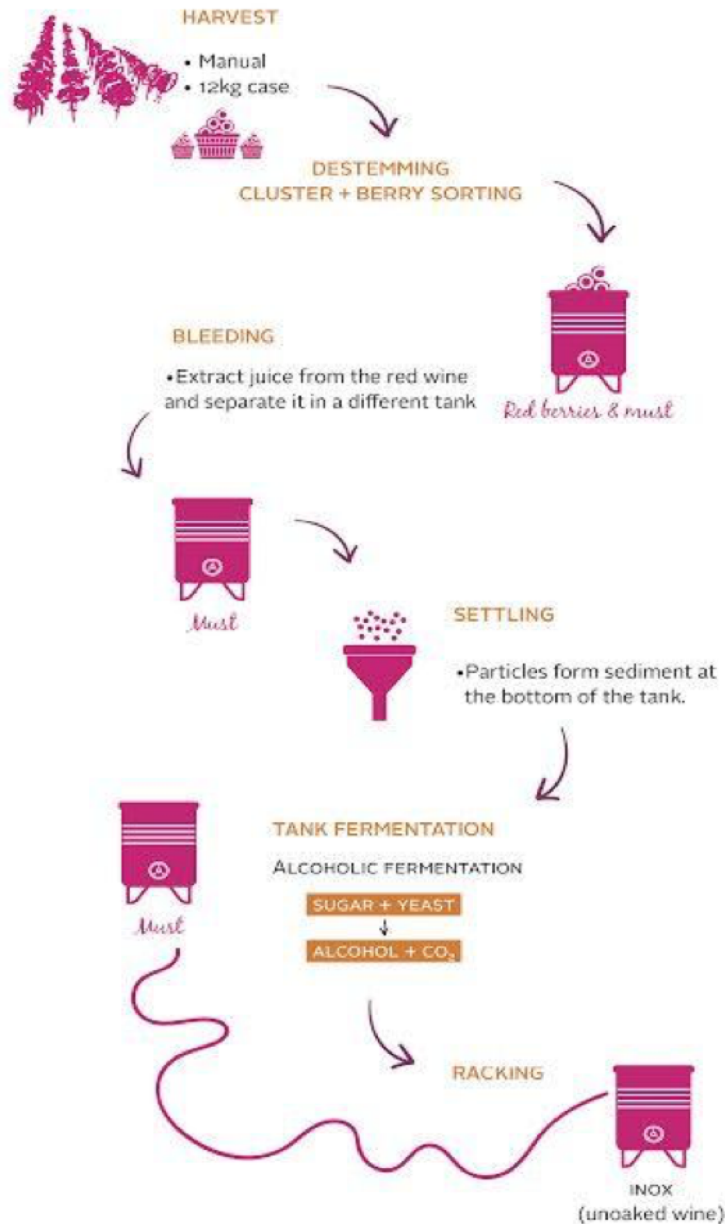 HARVEST
• Manual
• 12kg case
DESTEMMING
CLUSTER + BERRY SORTING
Red berries & must
BLEEDING
•Extract juice from the red wine
and separate it in a different tank
Must
SETTLING
•Particles form sediment at
the bottom of the tank.
TANK FERMENTATION
ALCOHOLIC FERMENTATION
SUGAR + YEAST
↓
ALCOHOL + CO₂
Must
RACKING
INOX
(unoaked wine)